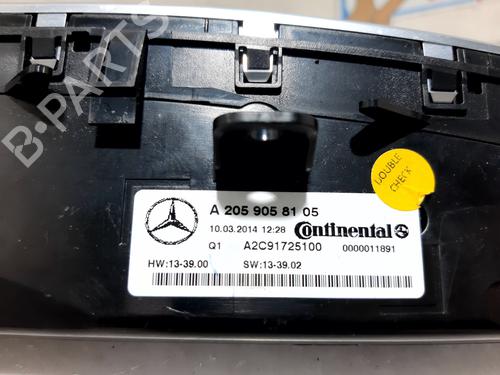 B-PARTS
A 205 905 81 05
10.03.2014 12:28 Continental
Q1 A2C91725100 0000011891
HW:13-39.00 SW:13-39.02
DOUBLE
CHECK